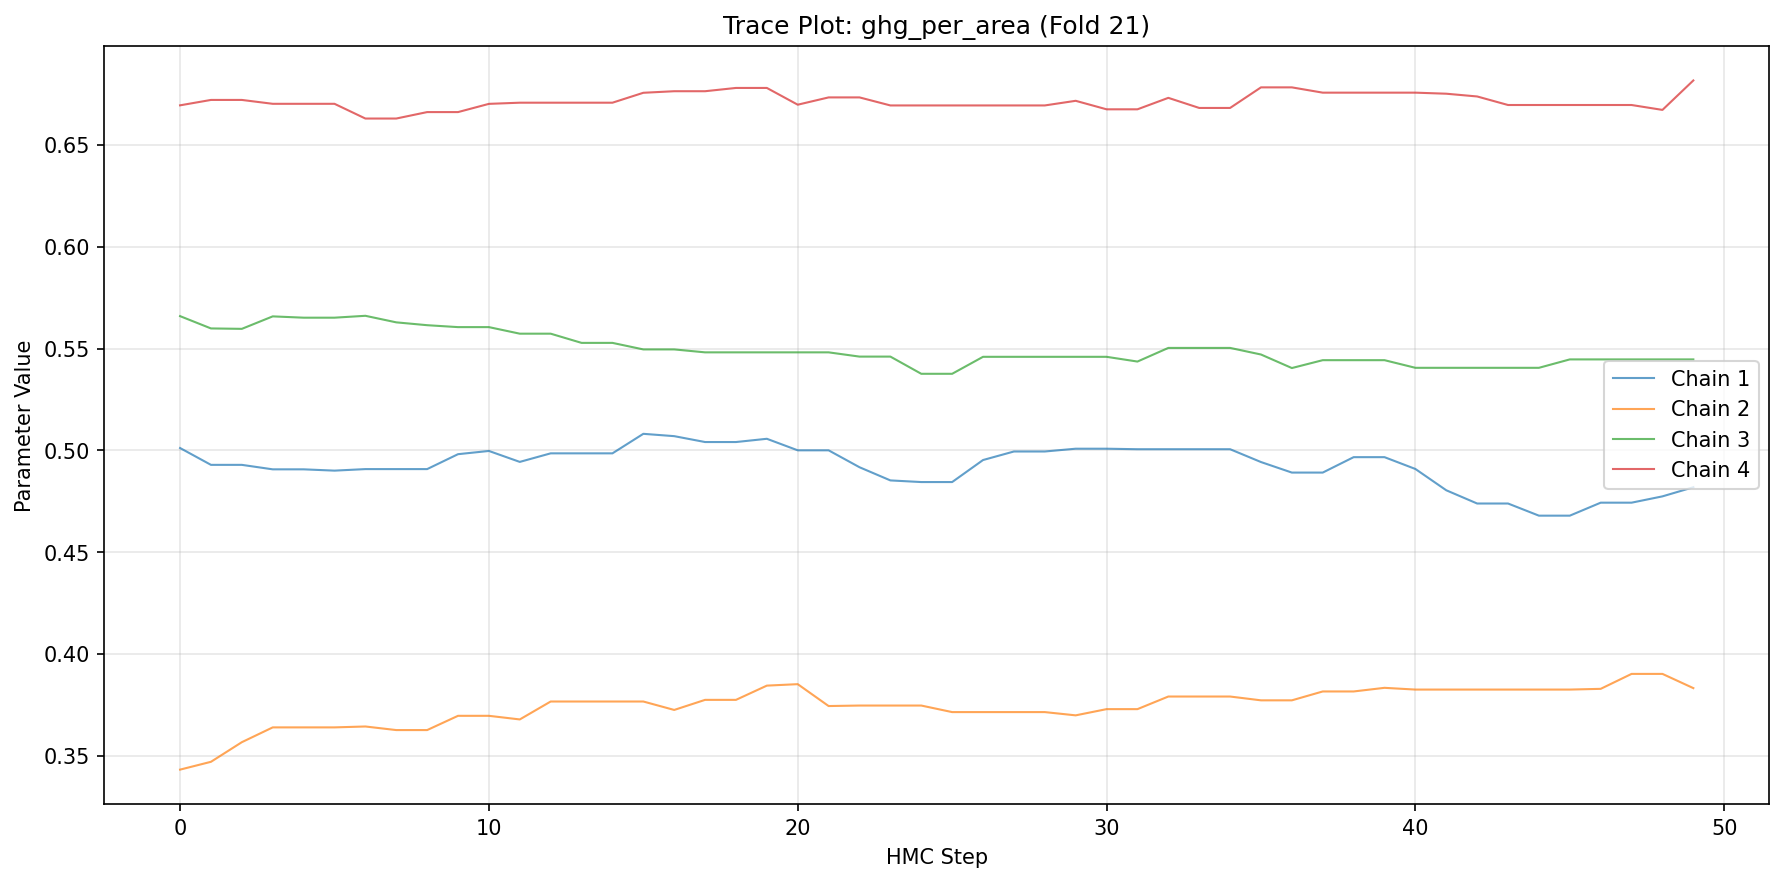 Trace Plot: ghg_per_area (Fold 21)
Parameter Value
0.65
0.60
0.55
0.50
0.45
0.40
0.35
Chain 1
Chain 2
Chain 3
Chain 4
0 10 20 30 40 50
HMC Step